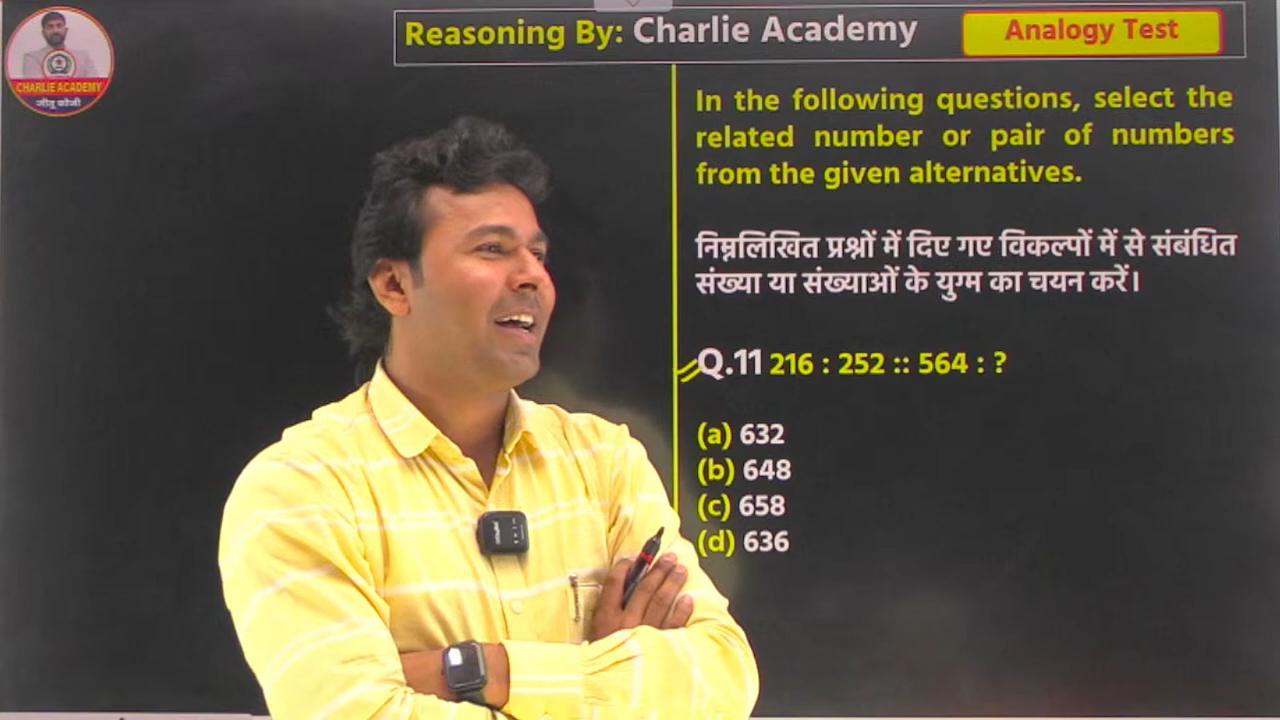 CHARLIE ACADEMY
जीतू फौजी
Reasoning By: Charlie Academy
Analogy Test
In the following questions, select the
related number or pair of numbers
from the given alternatives.
निम्नलिखित प्रश्नों में दिए गए विकल्पों में से संबंधित
संख्या या संख्याओं के युग्म का चयन करें।
Q.11 216 : 252 :: 564 : ?
(a) 632
(b) 648
(c) 658
(d) 636